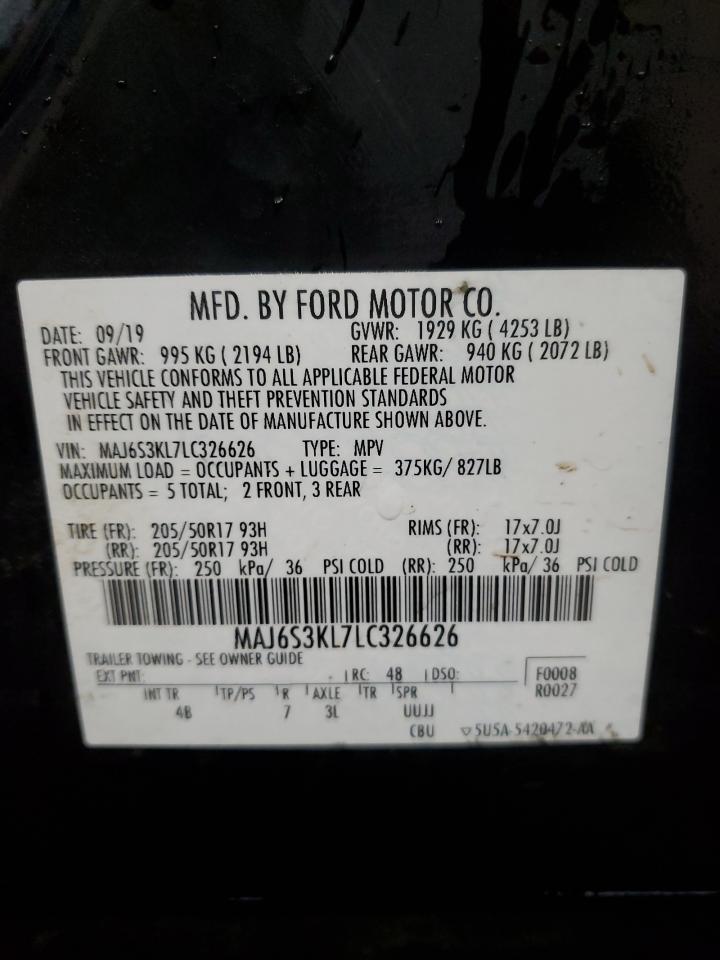 MFD. BY FORD MOTOR CO.
DATE: 09/19 GVWR: 1929 KG ( 4253 LB)
FRONT GAWR: 995 KG ( 2194 LB) REAR GAWR: 940 KG ( 2072 LB)
THIS VEHICLE CONFORMS TO ALL APPLICABLE FEDERAL MOTOR
VEHICLE SAFETY AND THEFT PREVENTION STANDARDS
IN EFFECT ON THE DATE OF MANUFACTURE SHOWN ABOVE.
VIN: MAJ6S3KL7LC326626 TYPE: MPV
MAXIMUM LOAD = OCCUPANTS + LUGGAGE = 375KG/ 827LB
OCCUPANTS = 5 TOTAL; 2 FRONT, 3 REAR
TIRE (FR): 205/50R17 93H RIMS (FR): 17x7.0J
(RR): 205/50R17 93H (RR): 17x7.0J
PRESSURE (FR): 250 kPa/ 36 PSI COLD (RR): 250 kPa/ 36 PSI COLD
MAJ6S3KL7LC326626
TRAILER TOWING - SEE OWNER GUIDE
EXT PNT: RC: 48 DSO: F0008
R0027
INT TR TP/PS R AXLE TR SPR
4B 7 3L UUJJ
CBU 5U5A-5420472-AA